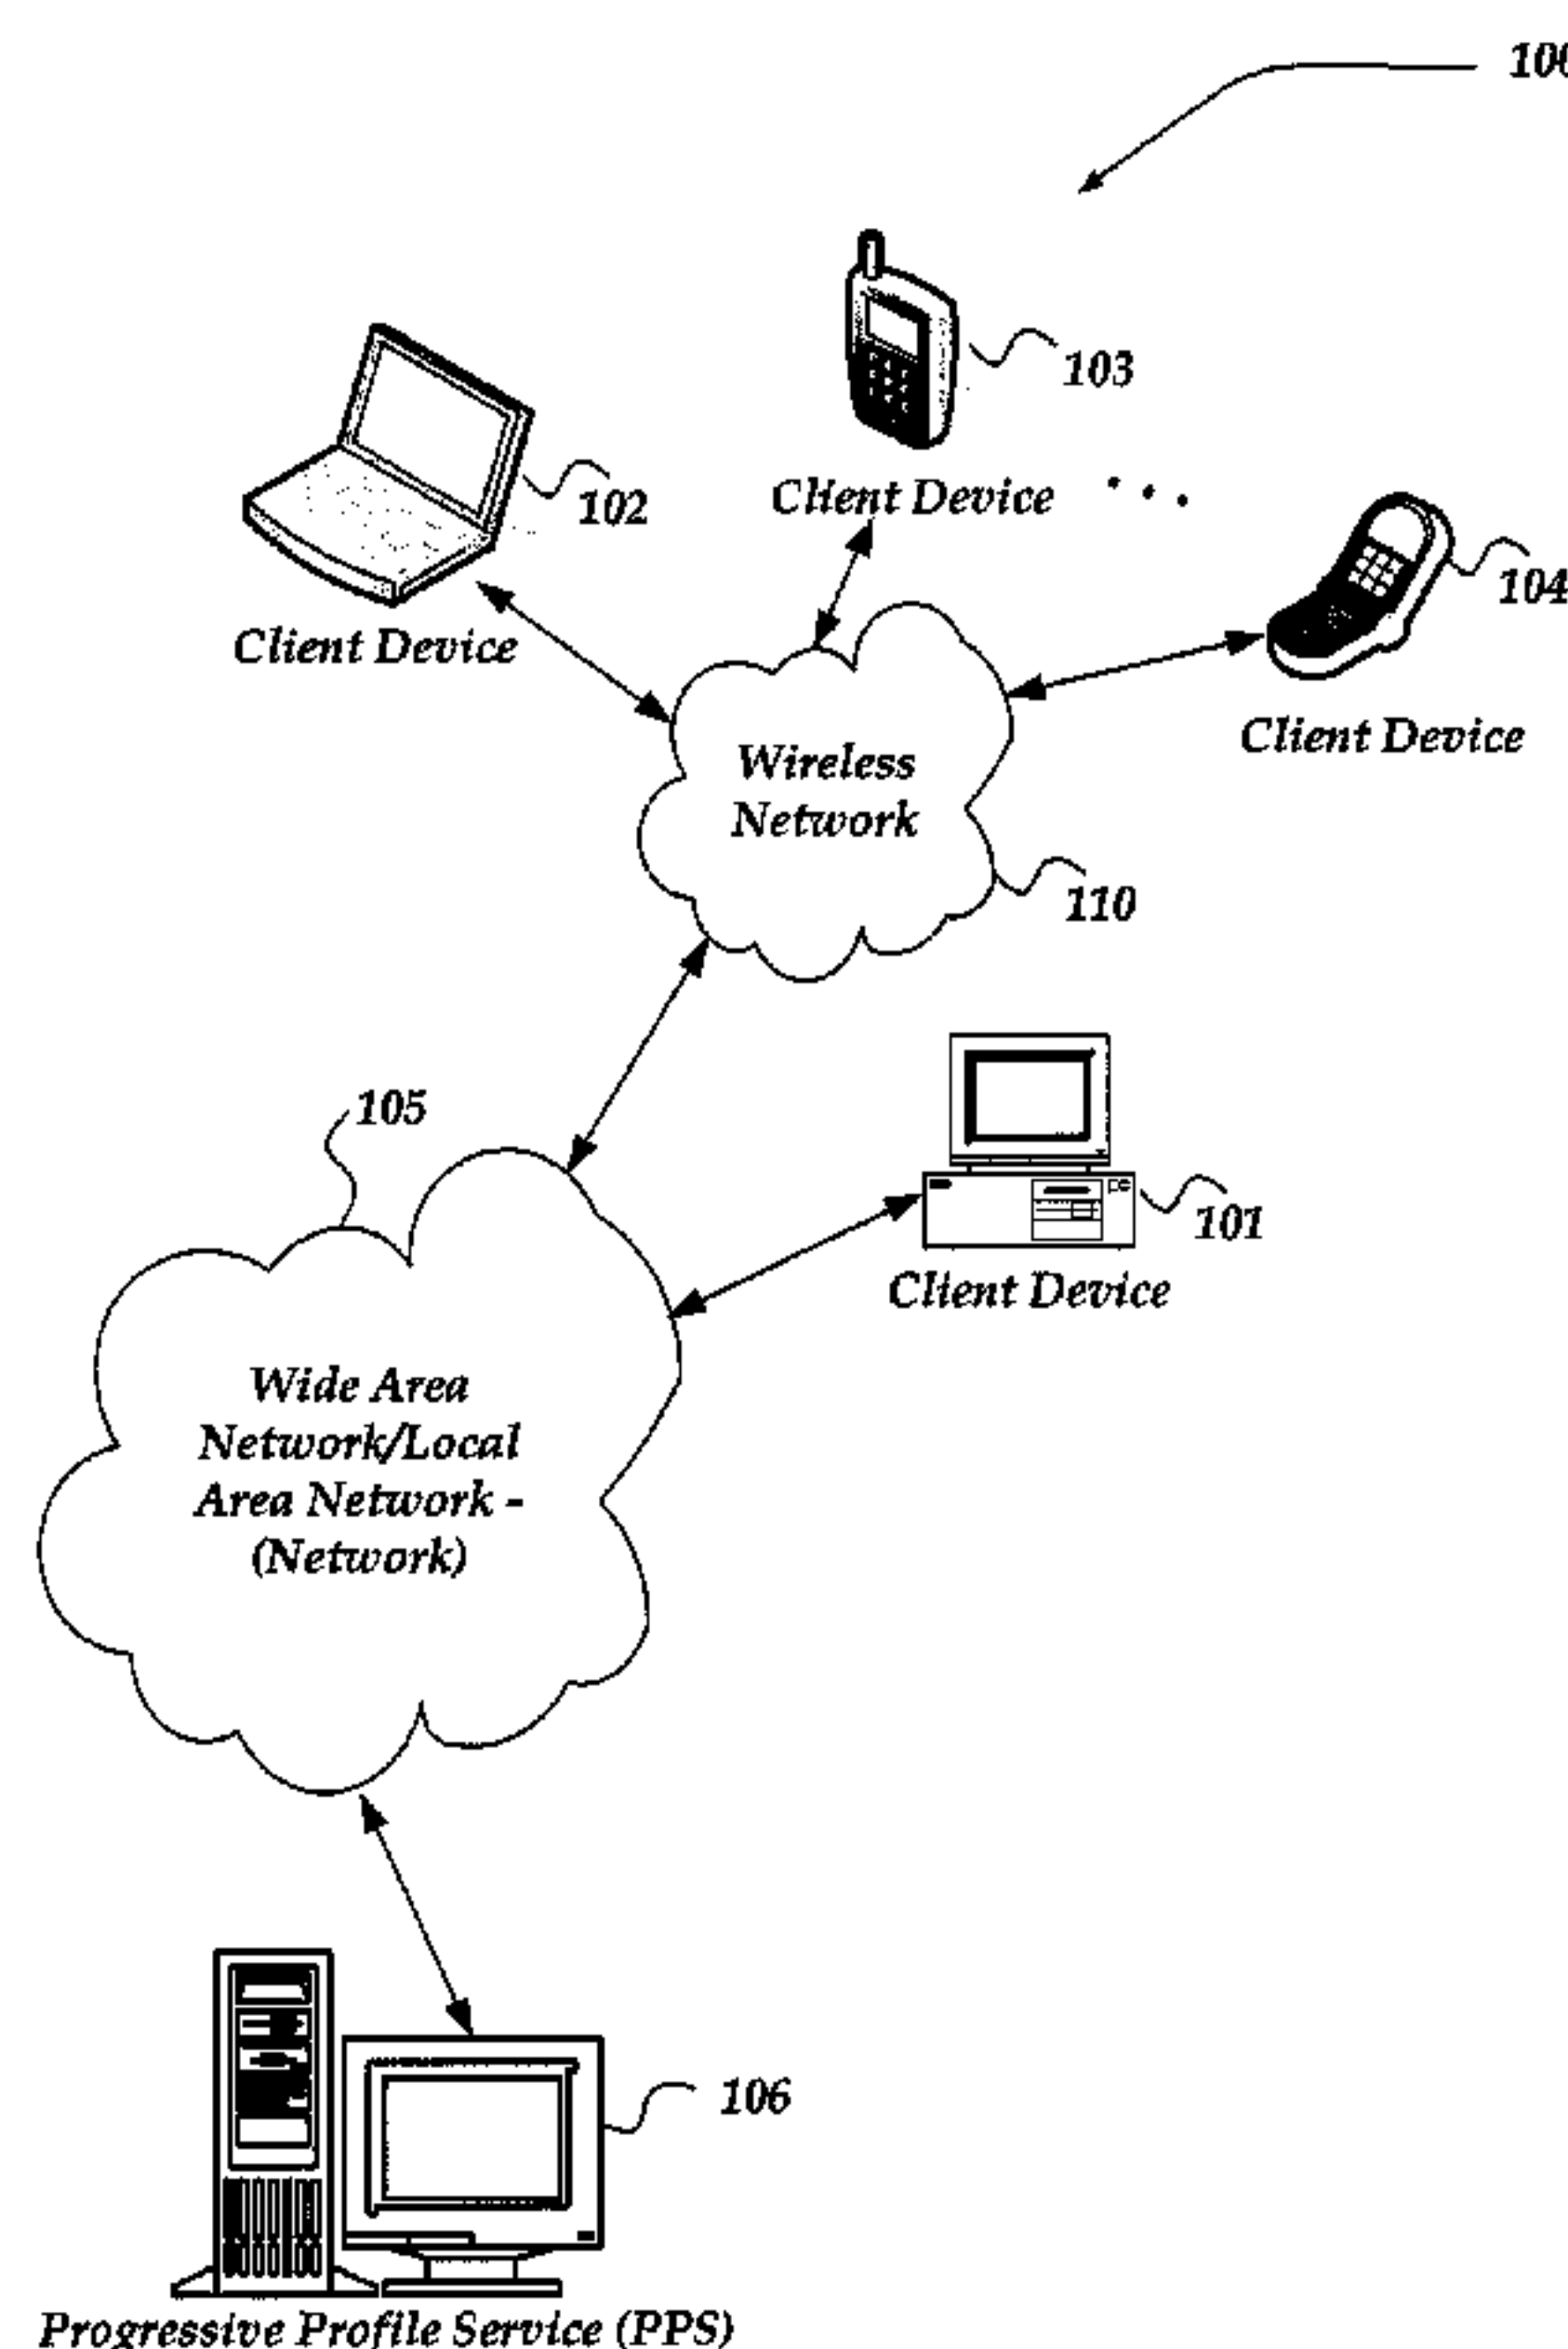 100
103
102
Client Device
104
Client Device
Client Device
Wireless
Network
110
105
101
Client Device
Wide Area
Network/Local
Area Network -
(Network)
106
Progressive Profile Service (PPS)